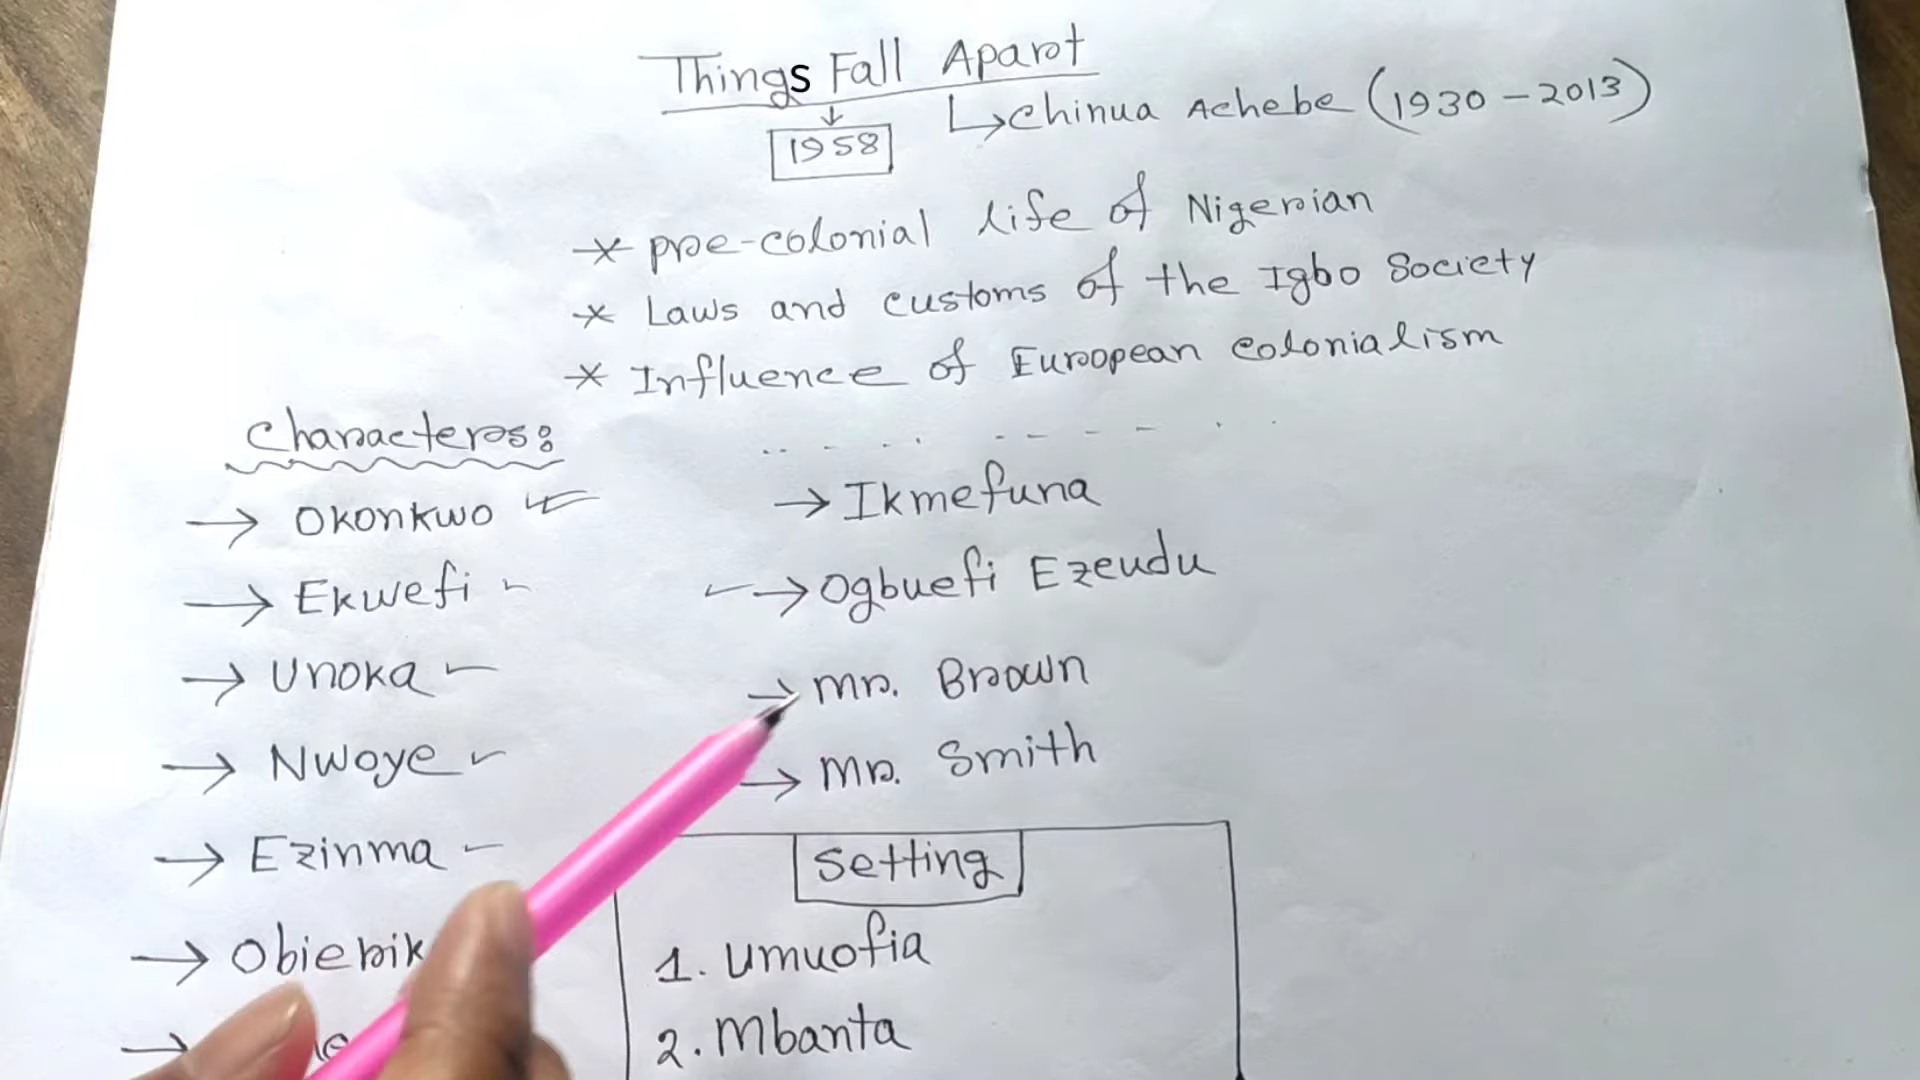 Things Fall Apart
1958
Chinua Achebe (1930-2013)
* pre-colonial life of Nigerian
* Laws and customs of the Igbo Society
* Influence of European colonialism
Characters:
→ Okonkwo
→ Ekwefi
→ Unoka
→ Nwoye
→ Ezinma
→ Obierik
→ Ikmefuna
→ Ogbuefi Ezeudu
→ Mr. Brown
→ Mr. Smith
Setting
1. Umuofia
2. Mbanta